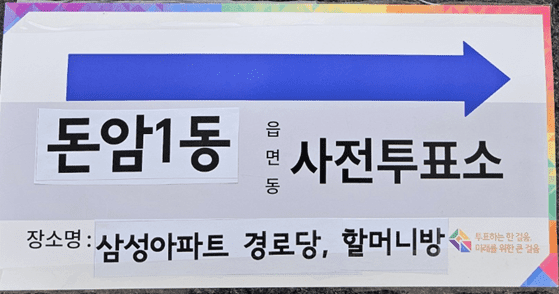 돈암1동 읍면동 사전투표소
장소명: 삼성아파트 경로당, 할머니방
투표하는 한 걸음,
미래를 위한 큰 걸음